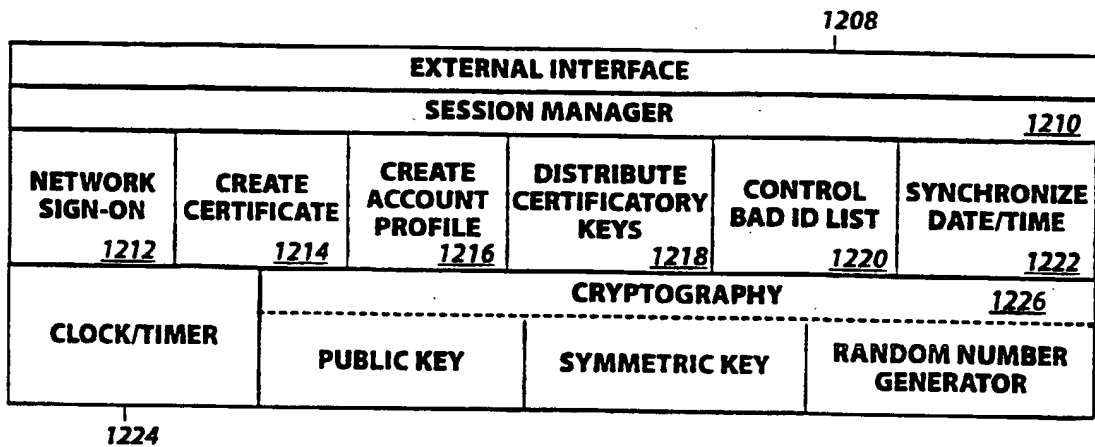 1208
EXTERNAL INTERFACE
SESSION MANAGER
1210
NETWORK
SIGN-ON
1212
CREATE
CERTIFICATE
1214
CREATE
ACCOUNT
PROFILE
1216
DISTRIBUTE
CERTIFICATORY
KEYS
1218
CONTROL
BAD ID LIST
1220
SYNCHRONIZE
DATE/TIME
1222
CLOCK/TIMER
CRYPTOGRAPHY
1226
PUBLIC KEY
SYMMETRIC KEY
RANDOM NUMBER
GENERATOR
1224